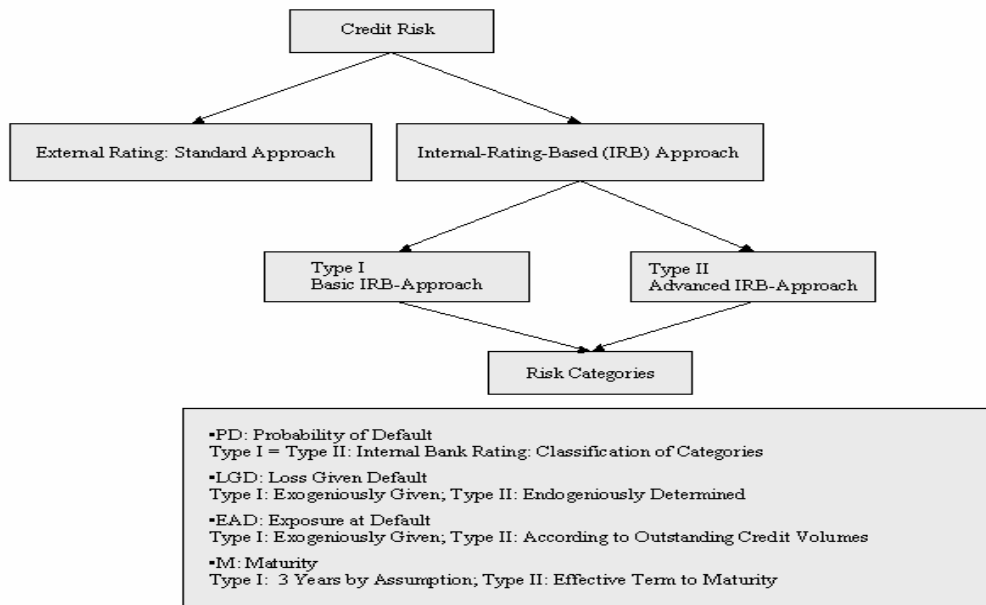 Credit Risk
External Rating: Standard Approach
Internal-Rating-Based (IRB) Approach
Type I
Basic IRB-Approach
Type II
Advanced IRB-Approach
Risk Categories
▪PD: Probability of Default
Type I = Type II: Internal Bank Rating: Classification of Categories
▪LGD: Loss Given Default
Type I: Exogeniously Given; Type II: Endogeniously Determined
▪EAD: Exposure at Default
Type I: Exogeniously Given; Type II: According to Outstanding Credit Volumes
▪M: Maturity
Type I:  3 Years by Assumption; Type II: Effective Term to Maturity